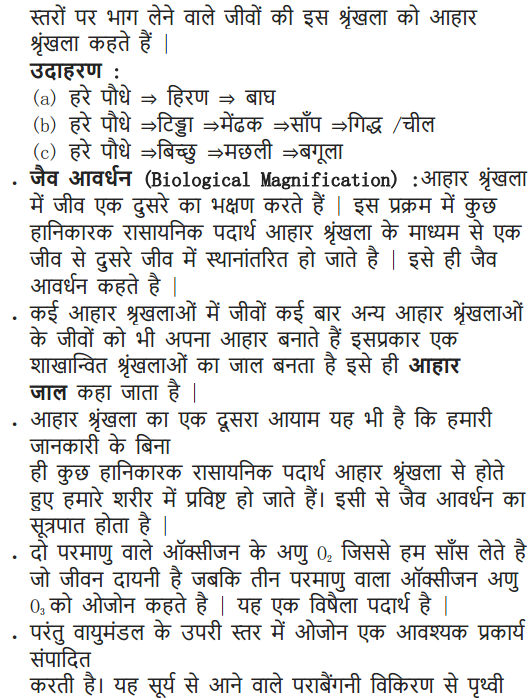 स्तरों पर भाग लेने वाले जीवों की इस श्रृंखला को आहार
श्रृंखला कहते हैं |
उदाहरण :
(a) हरे पौधे ⇒ हिरण ⇒ बाघ
(b) हरे पौधे ⇒टिड्डा ⇒मेंढक ⇒साँप ⇒गिद्ध /चील
(c) हरे पौधे ⇒बिच्छु ⇒मछली ⇒बगूला
• जैव आवर्धन (Biological Magnification) :आहार श्रृंखला
में जीव एक दुसरे का भक्षण करते हैं | इस प्रक्रम में कुछ
हानिकारक रासायनिक पदार्थ आहार श्रृंखला के माध्यम से एक
जीव से दुसरे जीव में स्थानांतरित हो जाते है | इसे ही जैव
आवर्धन कहते है |
• कई आहार श्रृखलाओं में जीवों कई बार अन्य आहार श्रृंखलाओं
के जीवों को भी अपना आहार बनाते हैं इसप्रकार एक
शाखान्वित श्रृंखलाओं का जाल बनता है इसे ही आहार
जाल कहा जाता है |
• आहार श्रृंखला का एक दूसरा आयाम यह भी है कि हमारी
जानकारी के बिना
ही कुछ हानिकारक रासायनिक पदार्थ आहार श्रृंखला से होते
हुए हमारे शरीर में प्रविष्ट हो जाते हैं। इसी से जैव आवर्धन का
सूत्रपात होता है |
• दो परमाणु वाले ऑक्सीजन के अणु O₂ जिससे हम साँस लेते है
जो जीवन दायनी है जबकि तीन परमाणु वाला ऑक्सीजन अणु
O₃ को ओजोन कहते है | यह एक विषैला पदार्थ है |
• परंतु वायुमंडल के उपरी स्तर में ओजोन एक आवश्यक प्रकार्य
संपादित
करती है। यह सूर्य से आने वाले पराबैंगनी विकिरण से पृथ्वी